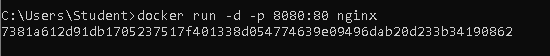 C:\Users\Student>docker run -d -p 8080:80 nginx
7381a612d91db1705237517f401338d054774639e09496dab20d233b34190862